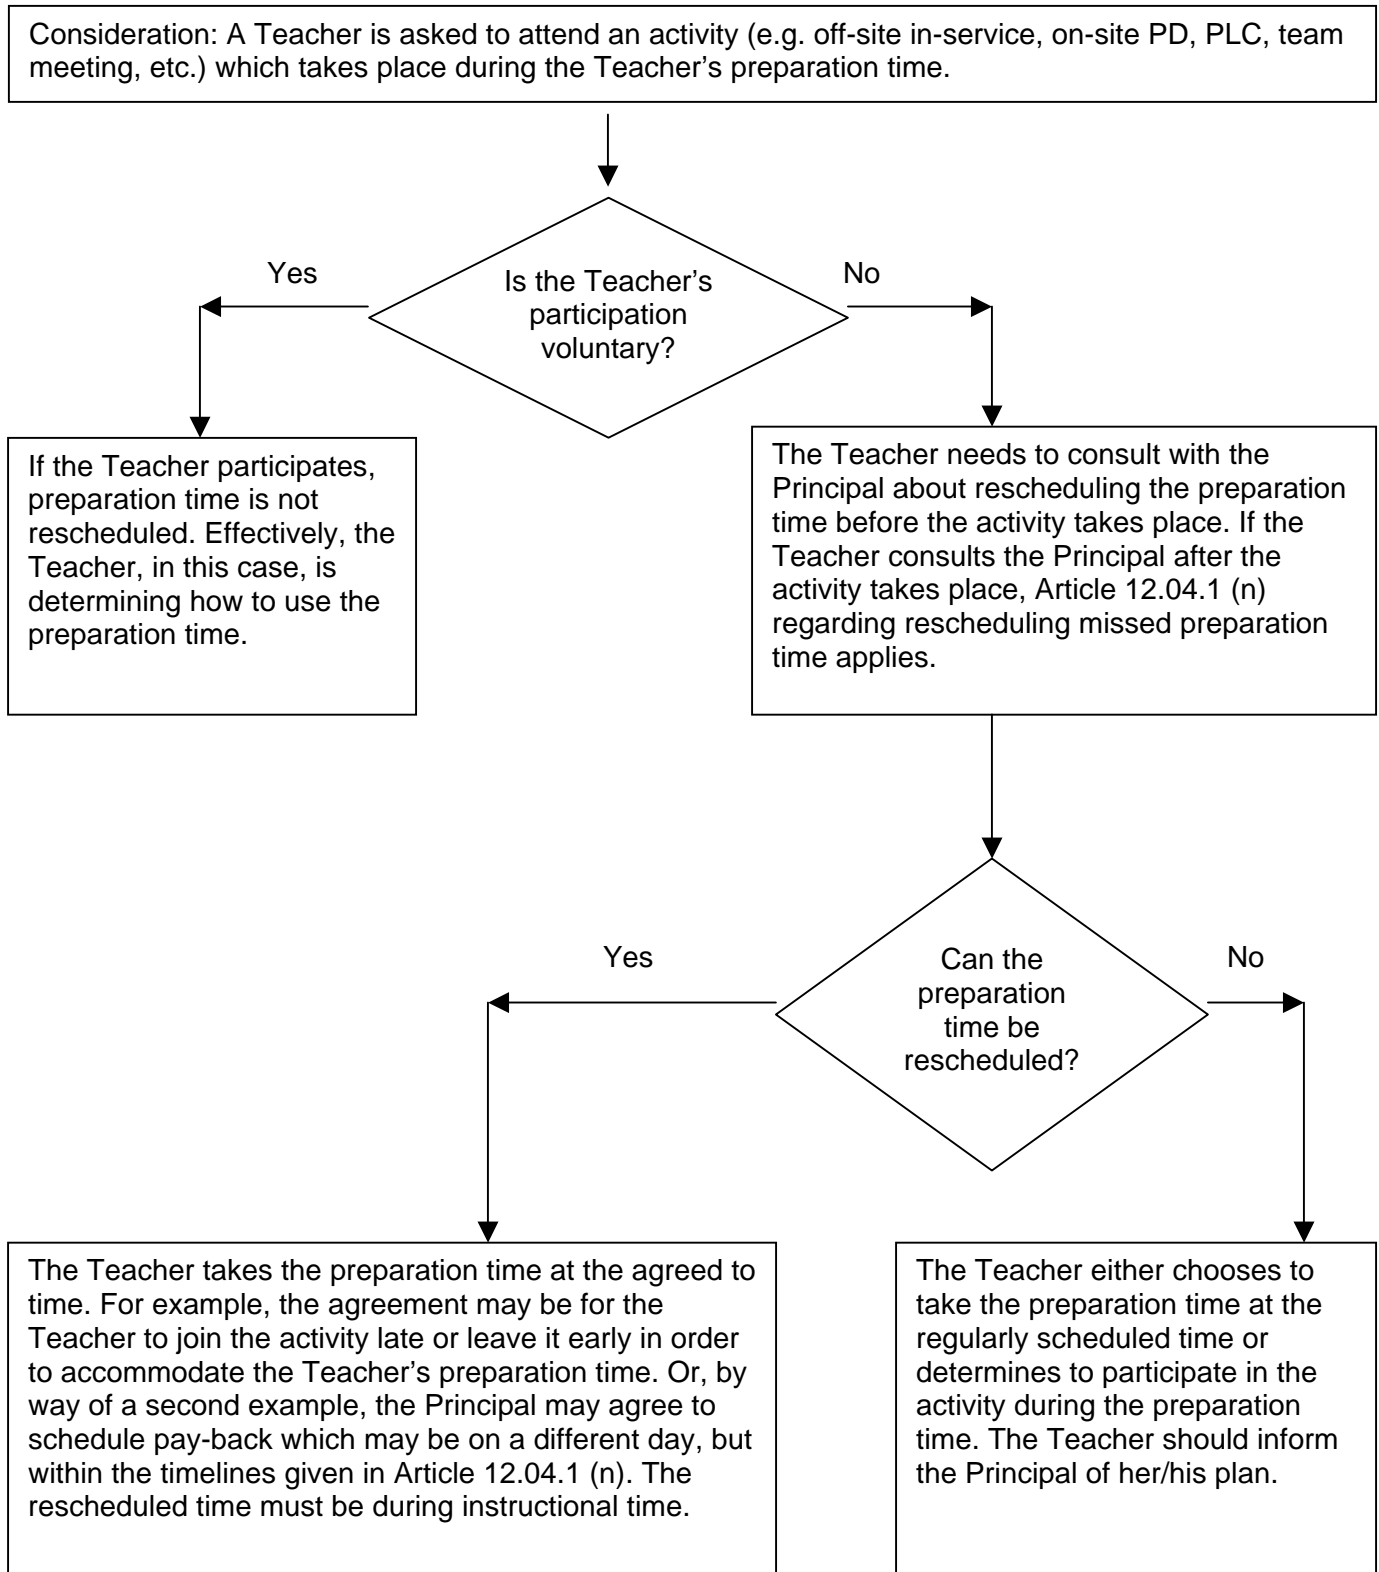 Consideration: A Teacher is asked to attend an activity (e.g. off-site in-service, on-site PD, PLC, team
meeting, etc.) which takes place during the Teacher’s preparation time.
Yes
Is the Teacher’s
participation
voluntary?
No
If the Teacher participates,
preparation time is not
rescheduled. Effectively, the
Teacher, in this case, is
determining how to use the
preparation time.
The Teacher needs to consult with the
Principal about rescheduling the preparation
time before the activity takes place. If the
Teacher consults the Principal after the
activity takes place, Article 12.04.1 (n)
regarding rescheduling missed preparation
time applies.
Yes
Can the
preparation
time be
rescheduled?
No
The Teacher takes the preparation time at the agreed to
time. For example, the agreement may be for the
Teacher to join the activity late or leave it early in order
to accommodate the Teacher’s preparation time. Or, by
way of a second example, the Principal may agree to
schedule pay-back which may be on a different day, but
within the timelines given in Article 12.04.1 (n). The
rescheduled time must be during instructional time.
The Teacher either chooses to
take the preparation time at the
regularly scheduled time or
determines to participate in the
activity during the preparation
time. The Teacher should inform
the Principal of her/his plan.